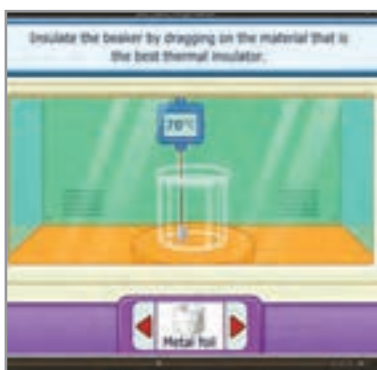 Insulate the beaker by dragging on the material that is
the best thermal insulator.
70°C
Metal foil